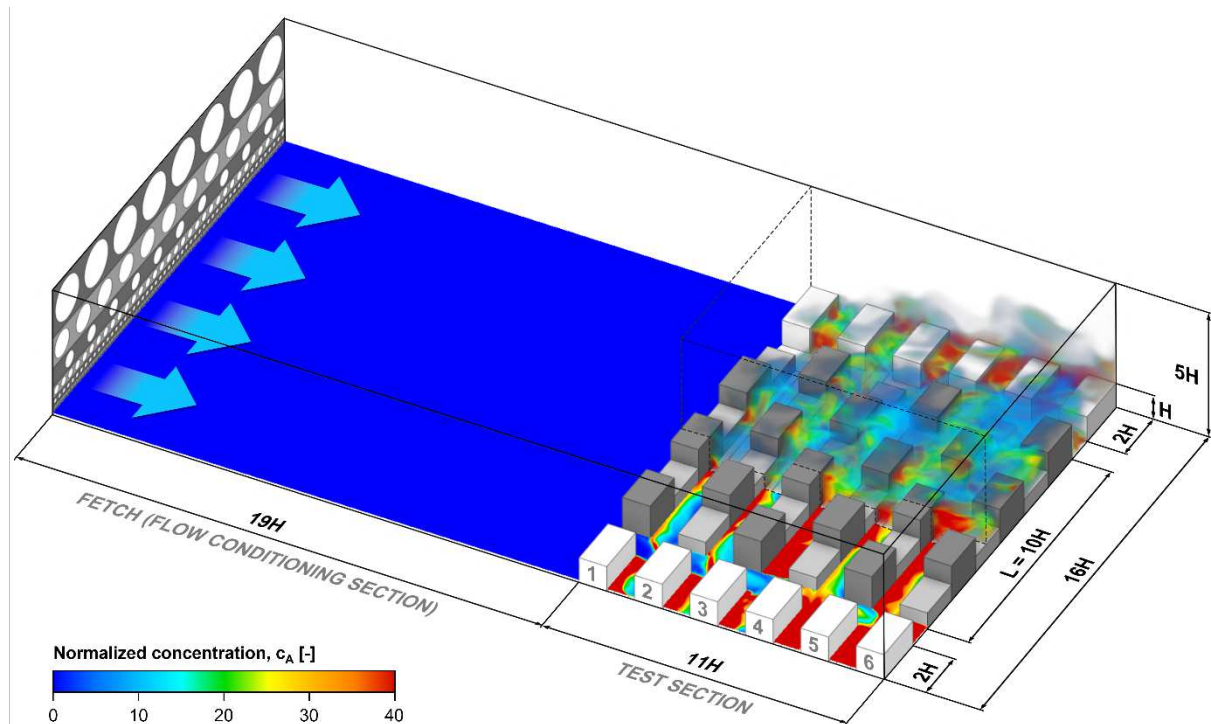 5H
H
2H
L = 10H
16H
19H
FETCH (FLOW CONDITIONING SECTION)
1
2
3
4
5
6
11H
2H
TEST SECTION
Normalized concentration, c_A [-]
0 10 20 30 40